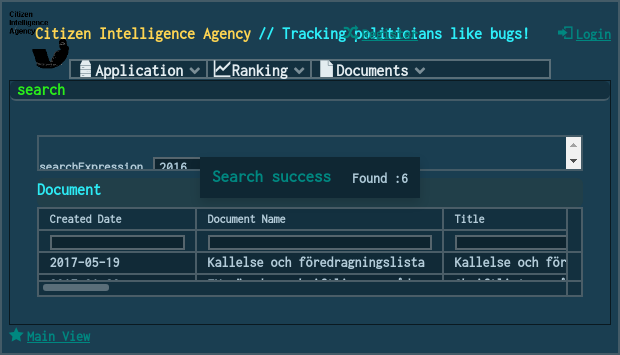 Citizen
Intelligence
Agency
Citizen Intelligence Agency // Tracking politicians like bugs!
Login
Application Ranking Documents
search
searchExpression 2016
Search success Found :6
Document
Created Date Document Name Title
2017-05-19 Kallelse och föredragningslista Kallelse och för
Main View